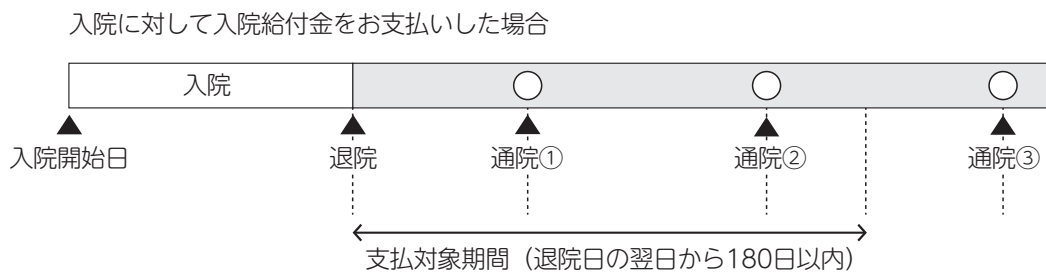 入院に対して入院給付金をお支払いした場合
入院
入院開始日
退院
通院①
通院②
通院③
支払対象期間（退院日の翌日から180日以内）